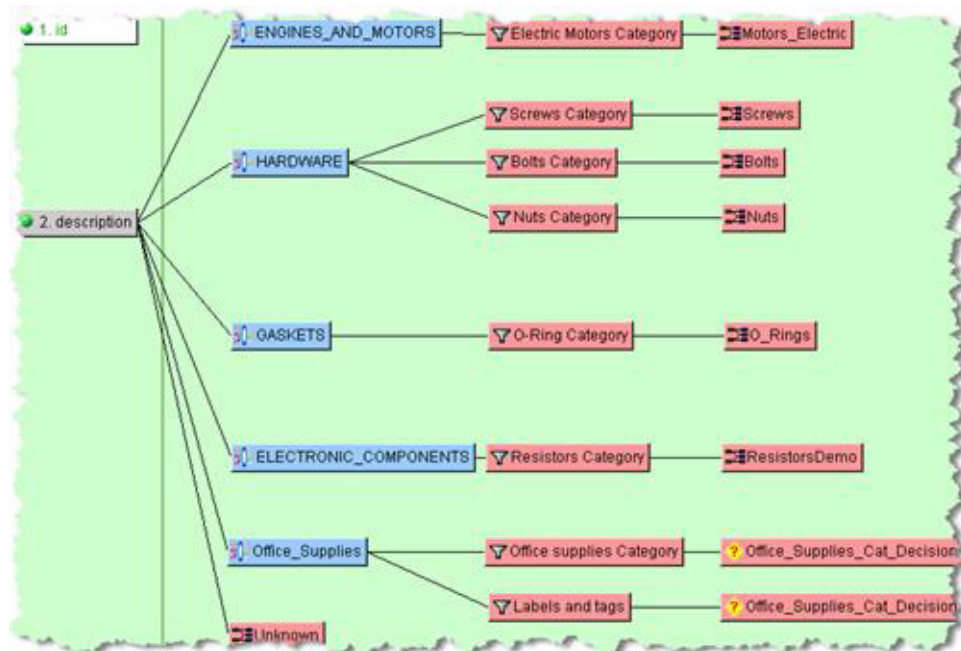 1. id
ENGINES_AND_MOTORS
Electric Motors Category
Motors_Electric
Screws Category
Screws
HARDWARE
Bolts Category
Bolts
Nuts Category
Nuts
2. description
GASKETS
O-Ring Category
O_Rings
ELECTRONIC_COMPONENTS
Resistors Category
ResistorsDemo
Office_Supplies
Office supplies Category
Office_Supplies_Cat_Decision
Labels and tags
Office_Supplies_Cat_Decision
Unknown